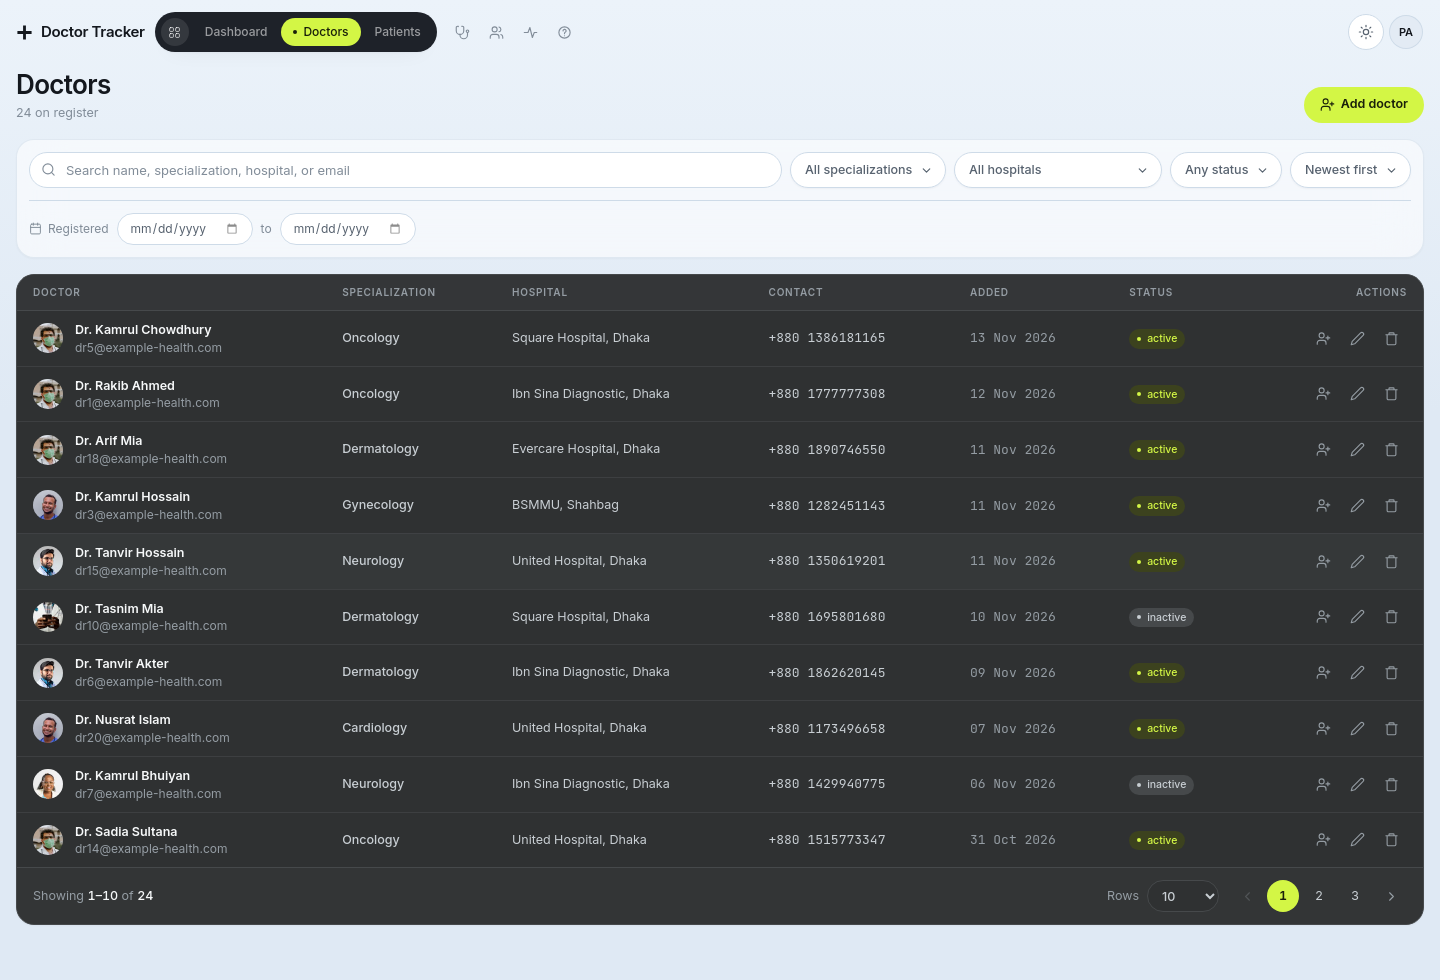 Doctor Tracker
Dashboard
Doctors
Patients
PA
Doctors
24 on register
Add doctor
Search name, specialization, hospital, or email
All specializations
All hospitals
Any status
Newest first
Registered mm/dd/yyyy to mm/dd/yyyy
DOCTOR SPECIALIZATION HOSPITAL CONTACT ADDED STATUS ACTIONS
Dr. Kamrul Chowdhury
dr5@example-health.com
Oncology Square Hospital, Dhaka +880 1386181165 13 Nov 2026 active
Dr. Rakib Ahmed
dr1@example-health.com
Oncology Ibn Sina Diagnostic, Dhaka +880 1777777308 12 Nov 2026 active
Dr. Arif Mia
dr18@example-health.com
Dermatology Evercare Hospital, Dhaka +880 1890746550 11 Nov 2026 active
Dr. Kamrul Hossain
dr3@example-health.com
Gynecology BSMMU, Shahbag +880 1282451143 11 Nov 2026 active
Dr. Tanvir Hossain
dr15@example-health.com
Neurology United Hospital, Dhaka +880 1350619201 11 Nov 2026 active
Dr. Tasnim Mia
dr10@example-health.com
Dermatology Square Hospital, Dhaka +880 1695801680 10 Nov 2026 inactive
Dr. Tanvir Akter
dr6@example-health.com
Dermatology Ibn Sina Diagnostic, Dhaka +880 1862620145 09 Nov 2026 active
Dr. Nusrat Islam
dr20@example-health.com
Cardiology United Hospital, Dhaka +880 1173496658 07 Nov 2026 active
Dr. Kamrul Bhuiyan
dr7@example-health.com
Neurology Ibn Sina Diagnostic, Dhaka +880 1429940775 06 Nov 2026 inactive
Dr. Sadia Sultana
dr14@example-health.com
Oncology United Hospital, Dhaka +880 1515773347 31 Oct 2026 active
Showing 1–10 of 24
Rows 10 1 2 3